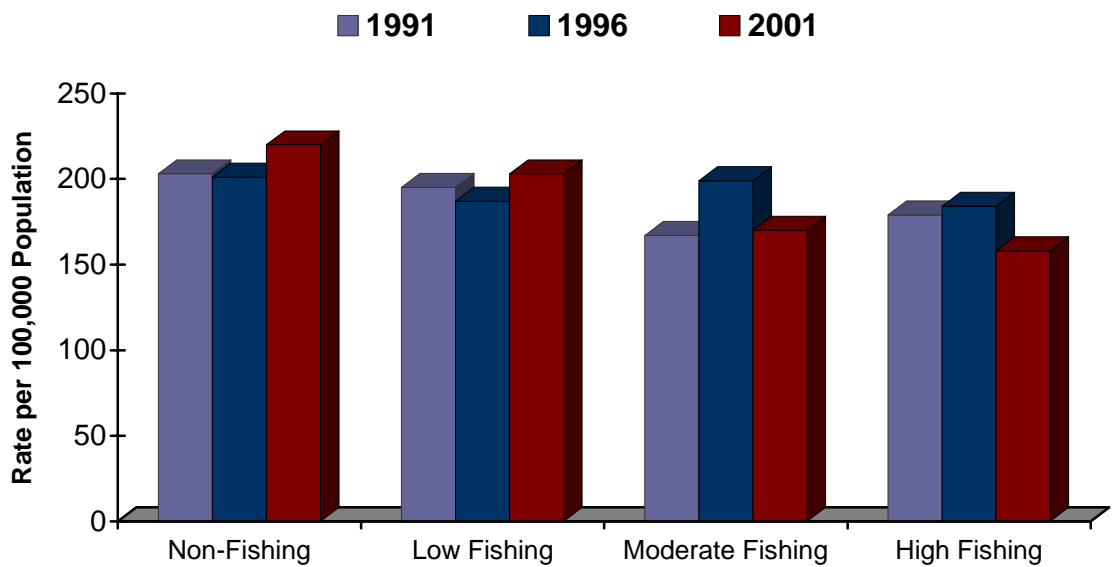 1991 1996 2001
Rate per 100,000 Population
250
200
150
100
50
0
Non-Fishing Low Fishing Moderate Fishing High Fishing